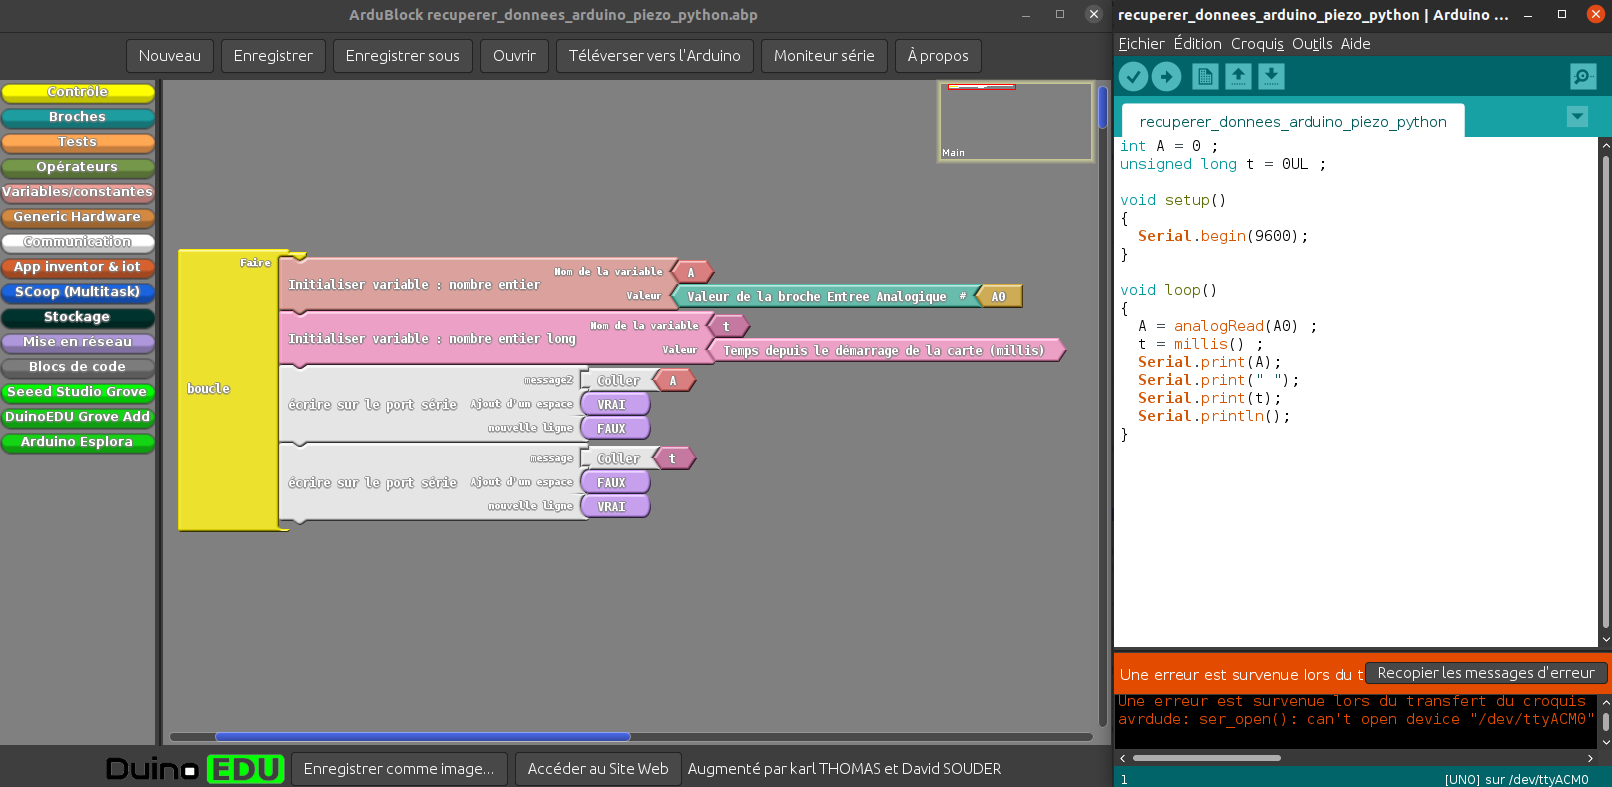 ArduBlock recuperer_donnees_arduino_piezo_python.abp
Nouveau
Enregistrer
Enregistrer sous
Ouvrir
Téléverser vers l'Arduino
Moniteur série
À propos
Contrôle
Broches
Tests
Opérateurs
Variables/constantes
Generic Hardware
Communication
App inventor & iot
SCoop (Multitask)
Stockage
Mise en réseau
Blocs de code
Seeed Studio Grove
DuinoEDU Grove Add
Arduino Esplora
Main
boucle
Faire
Initialiser variable : nombre entier
Nom de la variable
A
Valeur
Valeur de la broche Entree Analogique #
A0
Initialiser variable : nombre entier long
Nom de la variable
t
Valeur
Temps depuis le démarrage de la carte (millis)
écrire sur le port série
message2
Coller
A
Ajout d'un espace
VRAI
nouvelle ligne
FAUX
écrire sur le port série
message
Coller
t
Ajout d'un espace
FAUX
nouvelle ligne
VRAI
Duino EDU
Enregistrer comme image...
Accéder au Site Web
Augmenté par karl THOMAS et David SOUDER
recuperer_donnees_arduino_piezo_python | Arduino ...
Fichier Édition Croquis Outils Aide
recuperer_donnees_arduino_piezo_python
int A = 0 ;
unsigned long t = 0UL ;
void setup()
{
Serial.begin(9600);
}
void loop()
{
A = analogRead(A0) ;
t = millis() ;
Serial.print(A);
Serial.print(" ");
Serial.print(t);
Serial.println();
}
Une erreur est survenue lors du t
Recopier les messages d'erreur
Une erreur est survenue lors du transfert du croquis
avrdude: ser_open(): can't open device "/dev/ttyACM0"
1
[UNO] sur /dev/ttyACM0